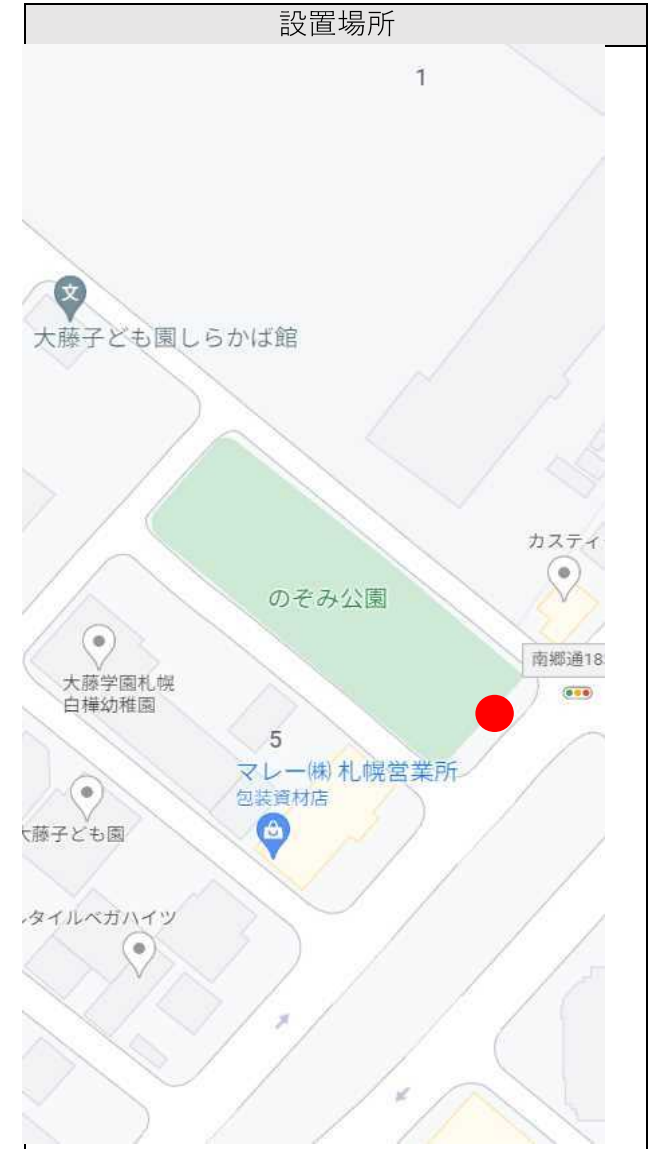 設置場所
1
大藤子ども園しらかば館
カスティ
のぞみ公園
南郷通18
大藤学園札幌
白樺幼稚園
5
マレー㈱ 札幌営業所
包装資材店
大藤子ども園
タイルベガハイツ